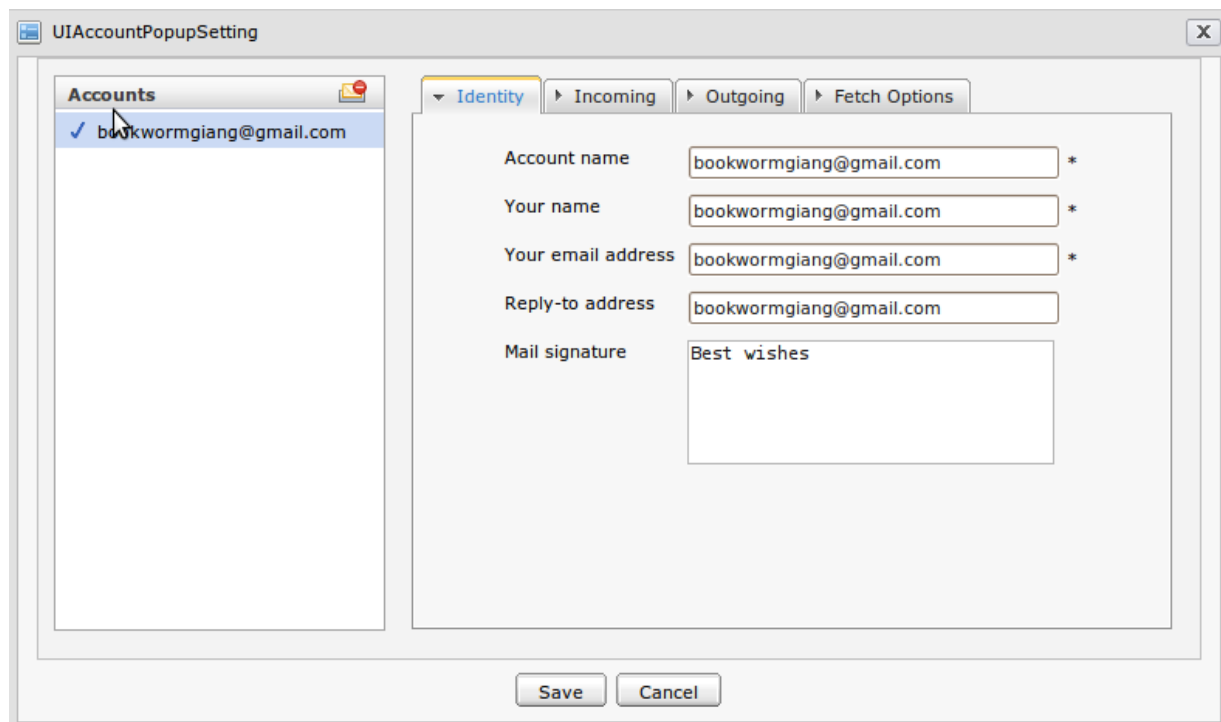 UIAccountPopupSetting
X
Accounts
bookwormgiang@gmail.com
Identity
Incoming
Outgoing
Fetch Options
Account name
bookwormgiang@gmail.com *
Your name
bookwormgiang@gmail.com *
Your email address
bookwormgiang@gmail.com *
Reply-to address
bookwormgiang@gmail.com
Mail signature
Best wishes
Save
Cancel